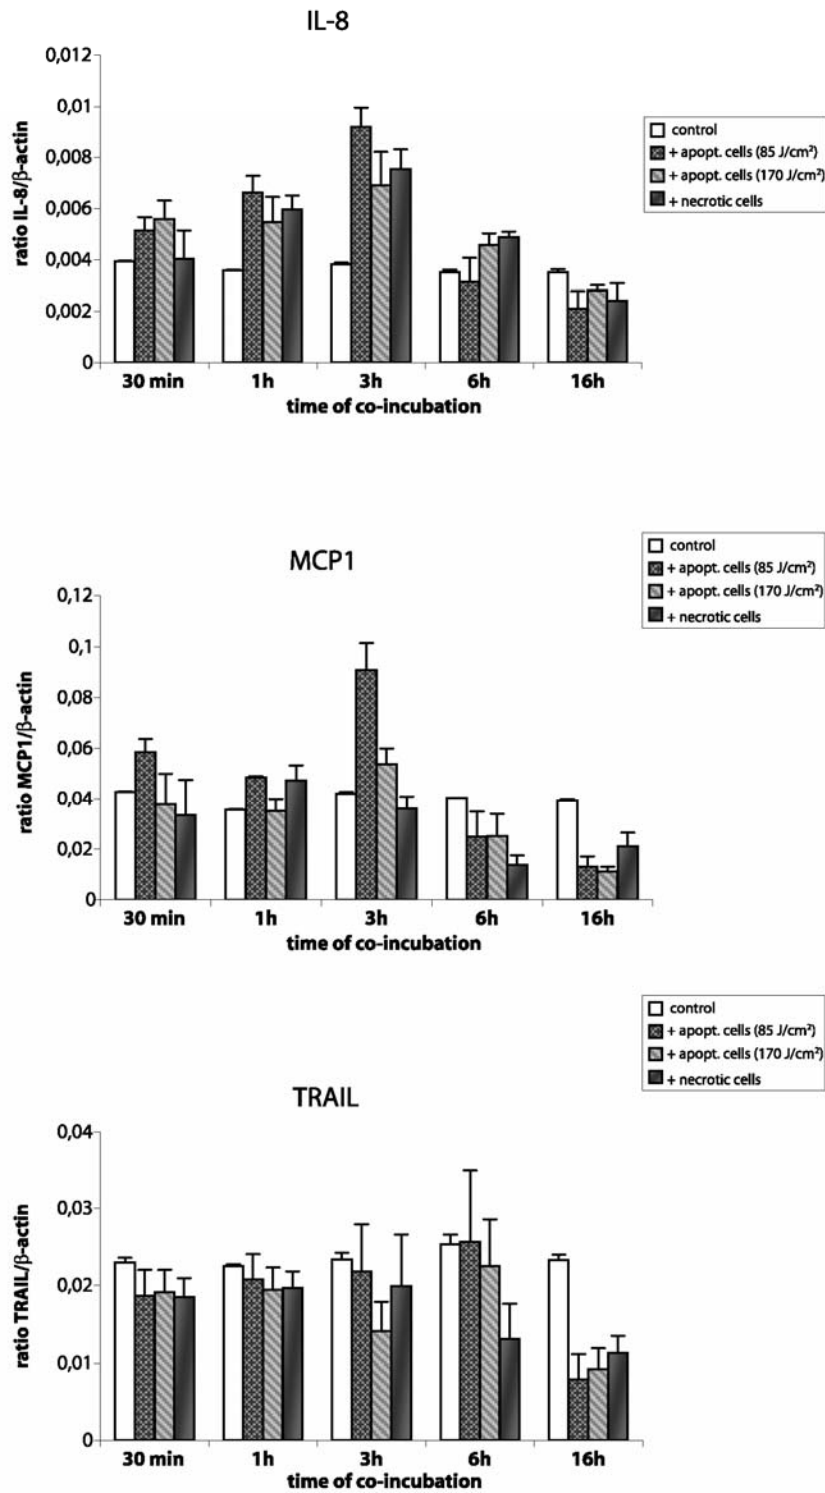 IL-8
0,012
0,01
0,008
0,006
0,004
0,002
0
ratio IL-8/β-actin
30 min 1h 3h 6h 16h
time of co-incubation
control
+ apopt. cells (85 J/cm²)
+ apopt. cells (170 J/cm²)
+ necrotic cells
MCP1
0,12
0,1
0,08
0,06
0,04
0,02
0
ratio MCP1/β-actin
30 min 1h 3h 6h 16h
time of co-incubation
control
+ apopt. cells (85 J/cm²)
+ apopt. cells (170 J/cm²)
+ necrotic cells
TRAIL
0,04
0,03
0,02
0,01
0
ratio TRAIL/β-actin
30 min 1h 3h 6h 16h
time of co-incubation
control
+ apopt. cells (85 J/cm²)
+ apopt. cells (170 J/cm²)
+ necrotic cells